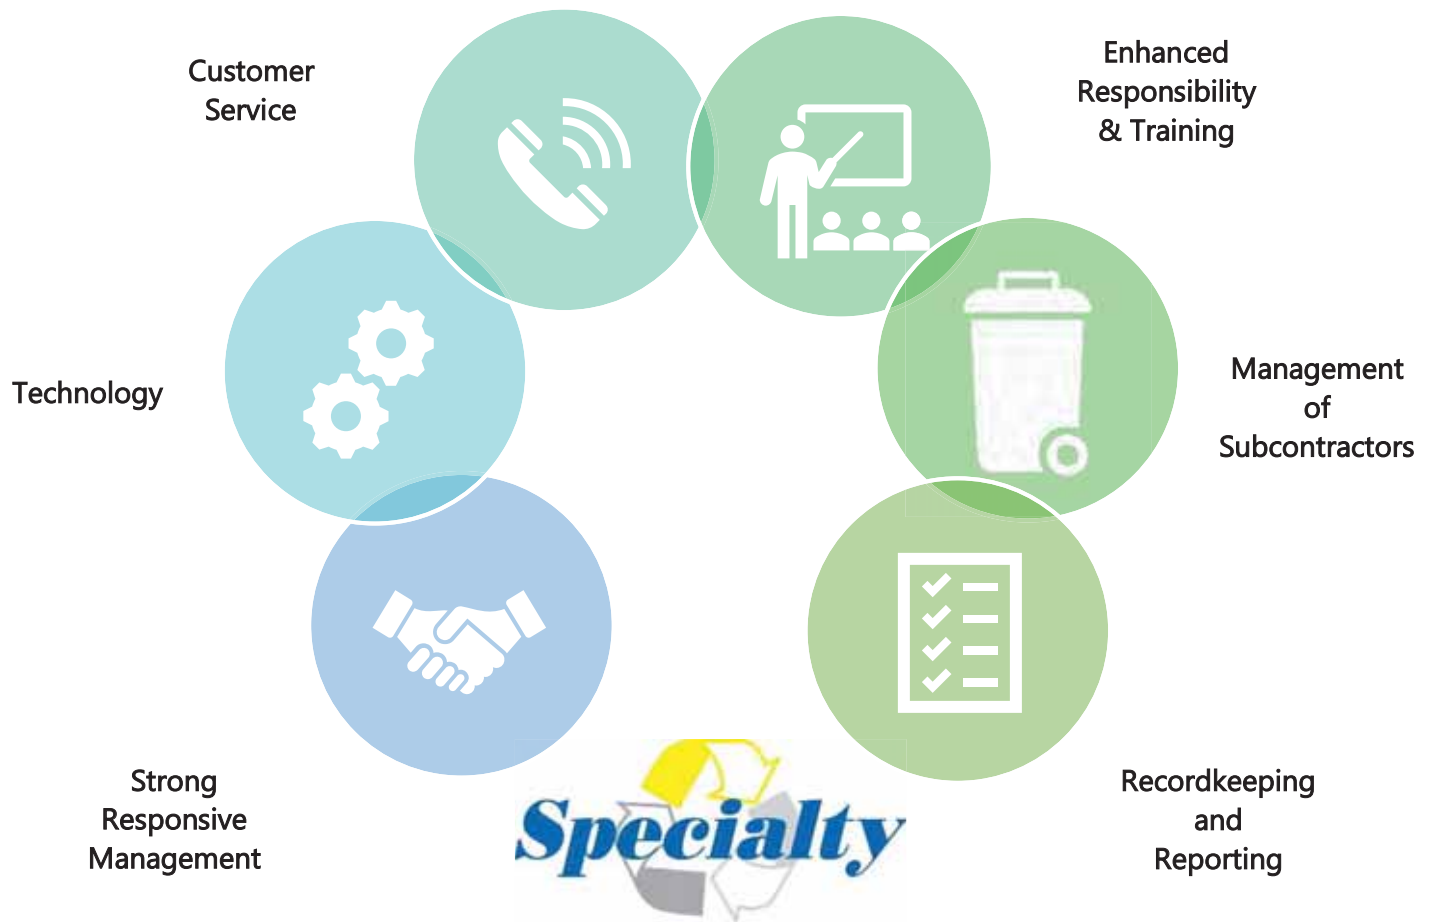 Customer
Service
Enhanced
Responsibility
& Training
Technology
Management
of
Subcontractors
Strong
Responsive
Management
Specialty
Recordkeeping
and
Reporting